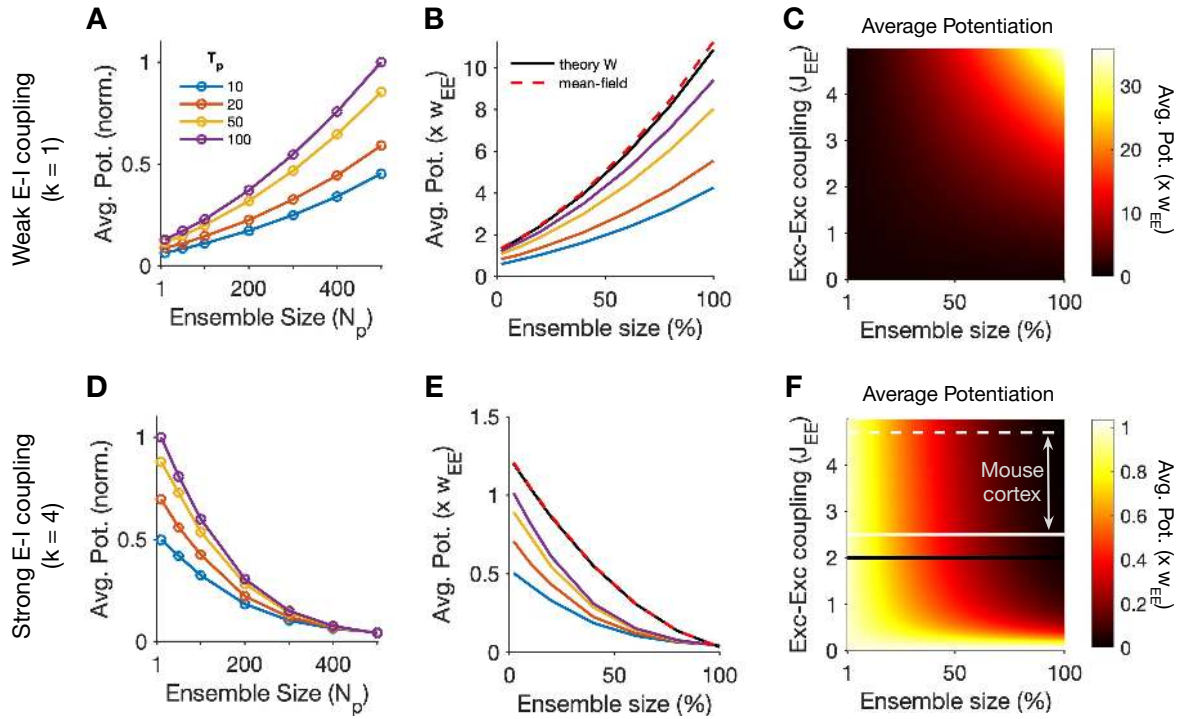 Weak E-I coupling
(k = 1)
A
Avg. Pot. (norm.)
1
0.5
0
T_p
10
20
50
100
1 200 400
Ensemble Size (N_p)
B
Avg. Pot. (x w_EE)
10
8
6
4
2
0
theory W
mean-field
0 50 100
Ensemble size (%)
C
Average Potentiation
Exc-Exc coupling (J_EE)
4
3
2
1
0
1 50 100
Ensemble size (%)
30
20
10
0
Avg. Pot. (x w_EE)
Strong E-I coupling
(k = 4)
D
Avg. Pot. (norm.)
1
0.5
0
1 200 400
Ensemble Size (N_p)
E
Avg. Pot. (x w_EE)
1.5
1
0.5
0
0 50 100
Ensemble size (%)
F
Average Potentiation
Exc-Exc coupling (J_EE)
4
3
2
1
0
Mouse
cortex
1 50 100
Ensemble size (%)
1
0.8
0.6
0.4
0.2
0
Avg. Pot. (x w_EE)